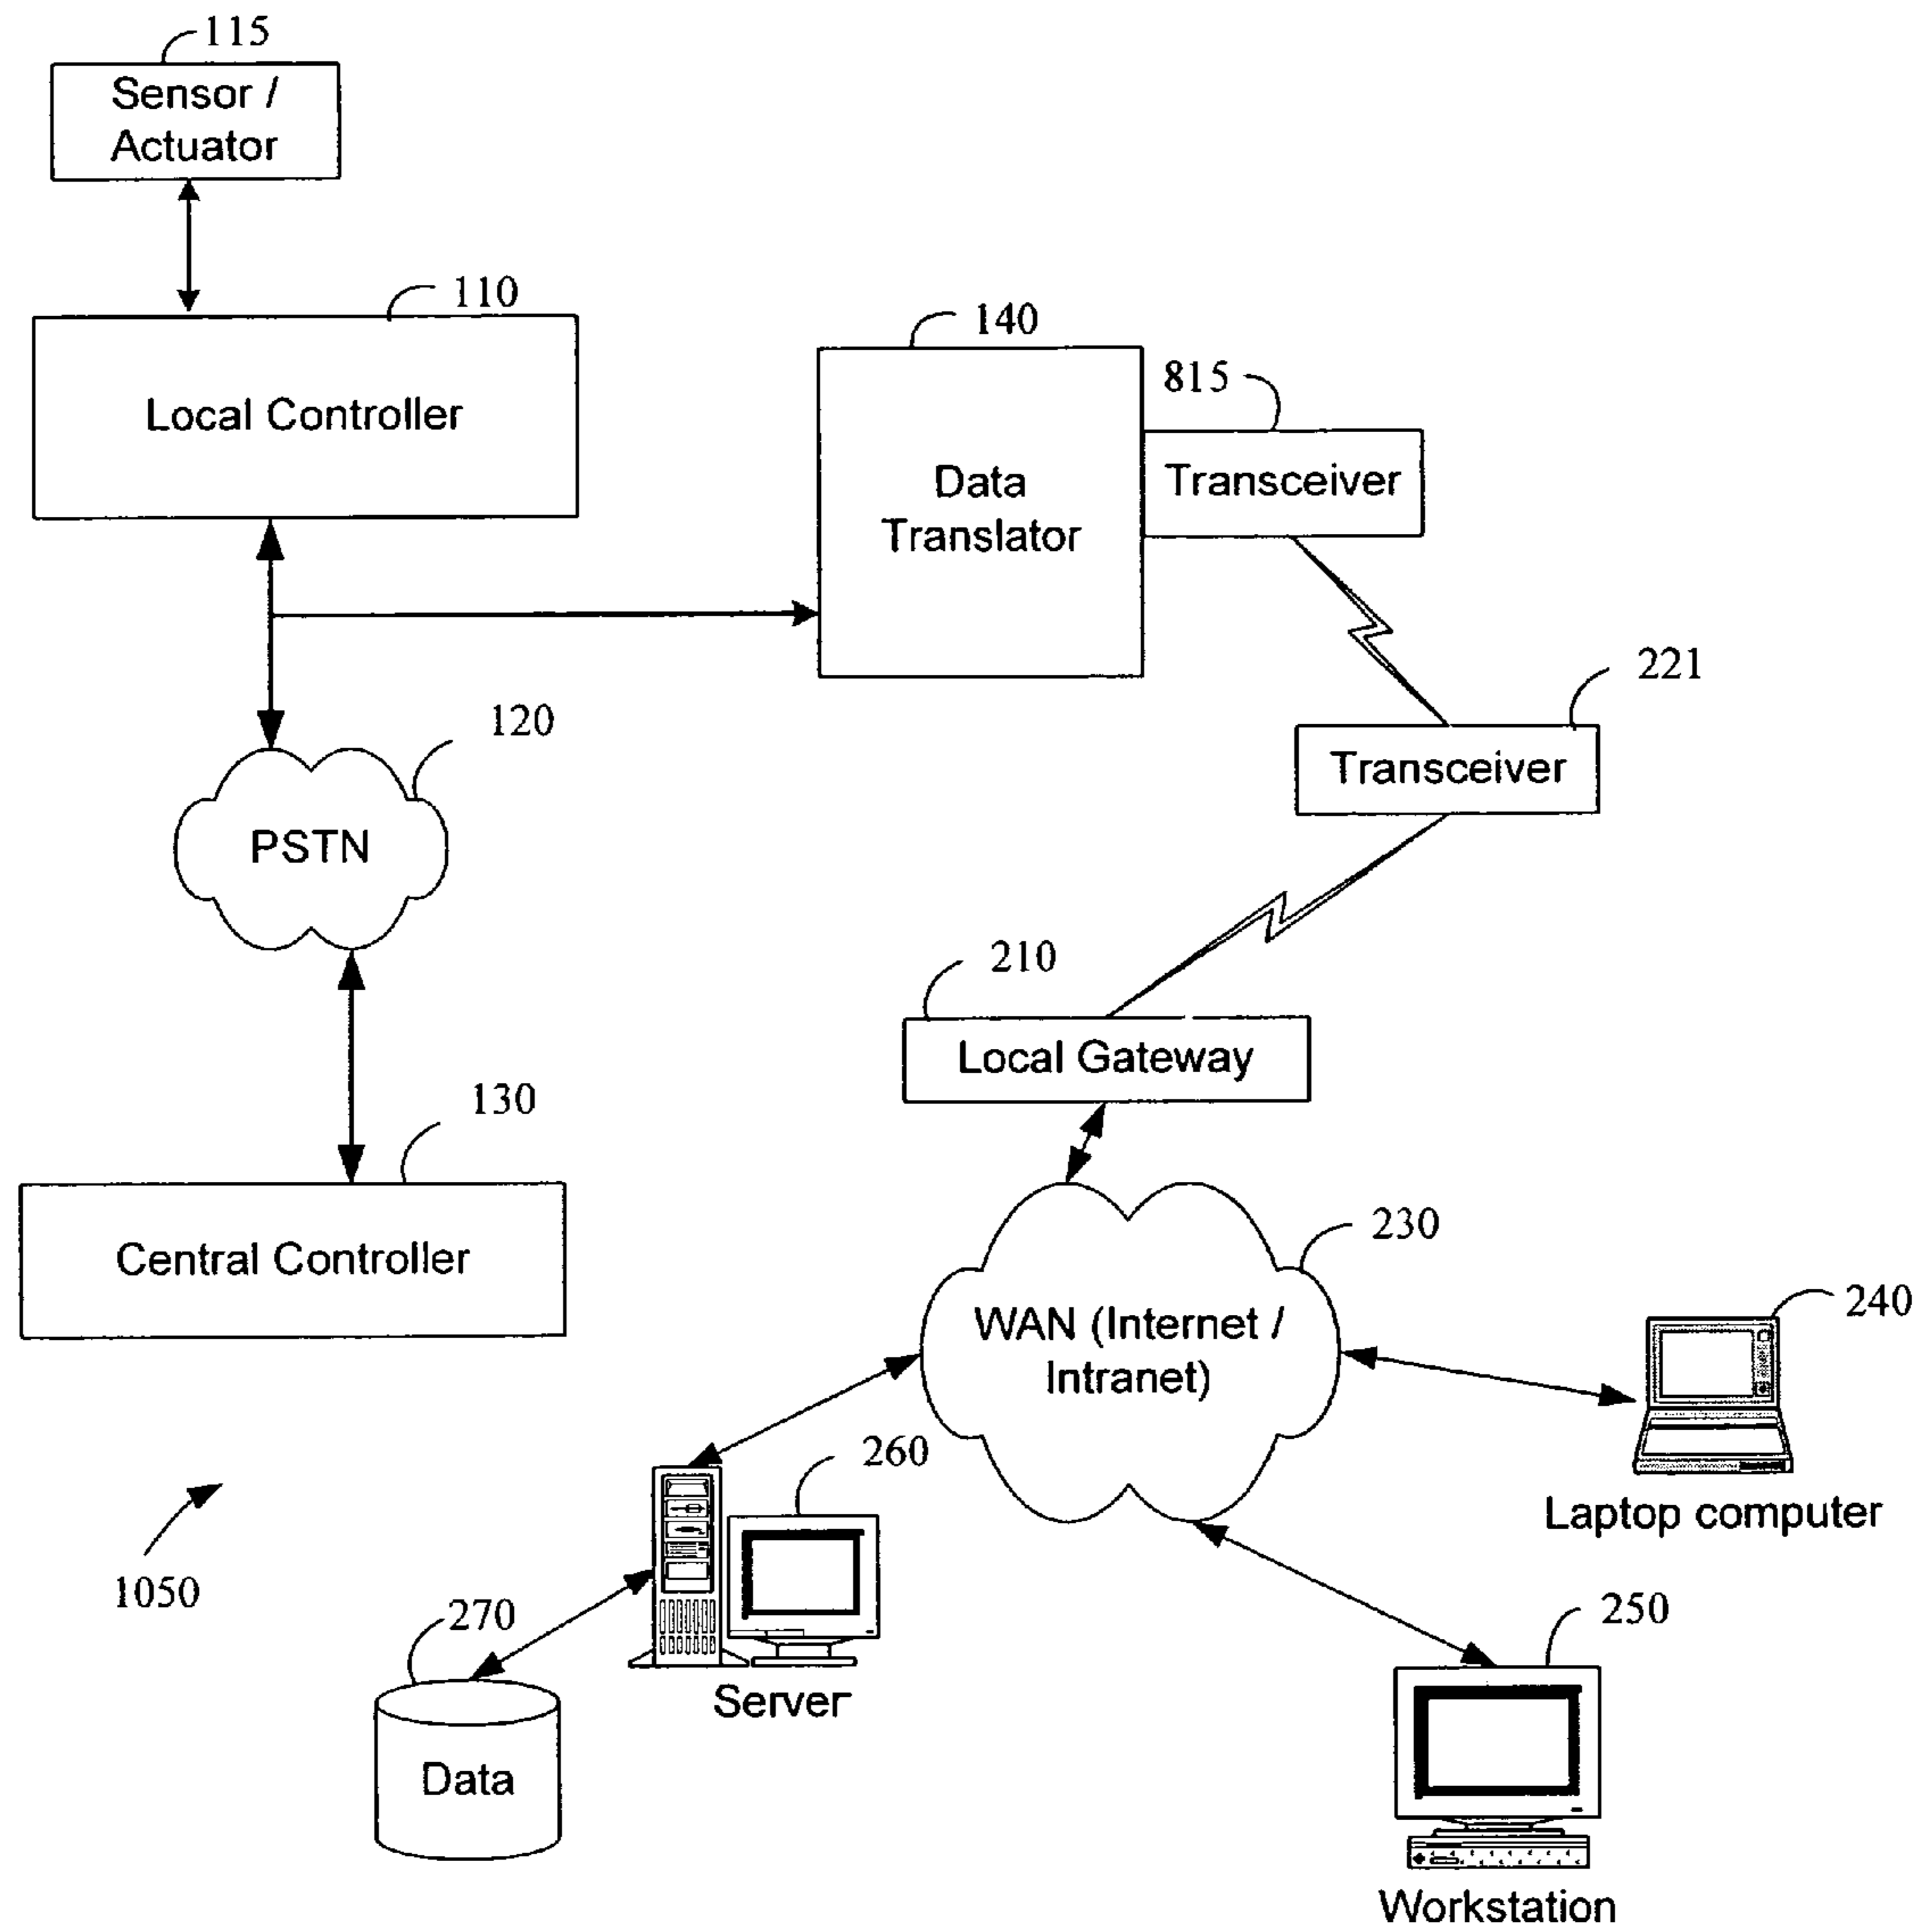 115
Sensor /
Actuator
110
Local Controller
140
Data
Translator
815
Transceiver
221
Transceiver
120
PSTN
210
Local Gateway
130
Central Controller
230
WAN (Internet /
Intranet)
240
Laptop computer
260
Server
1050
270
Data
250
Workstation